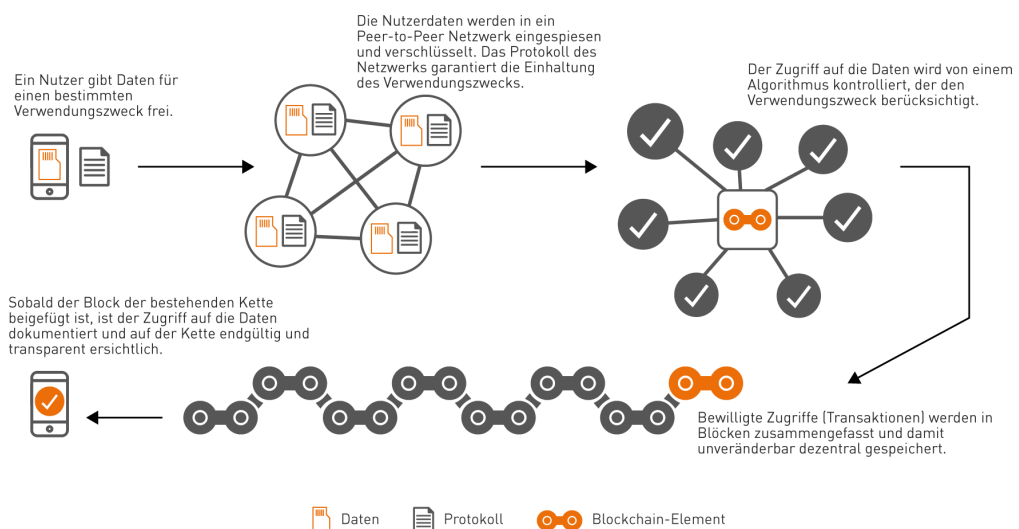 Ein Nutzer gibt Daten für
einen bestimmten
Verwendungszweck frei.
Die Nutzerdaten werden in ein
Peer-to-Peer Netzwerk eingespiesen
und verschlüsselt. Das Protokoll des
Netzwerks garantiert die Einhaltung
des Verwendungszwecks.
Der Zugriff auf die Daten wird von einem
Algorithmus kontrolliert, der den
Verwendungszweck berücksichtigt.
Bewilligte Zugriffe (Transaktionen) werden in
Blöcken zusammengefasst und damit
unveränderbar dezentral gespeichert.
Sobald der Block der bestehenden Kette
beigefügt ist, ist der Zugriff auf die Daten
dokumentiert und auf der Kette endgültig und
transparent ersichtlich.
Daten
Protokoll
Blockchain-Element